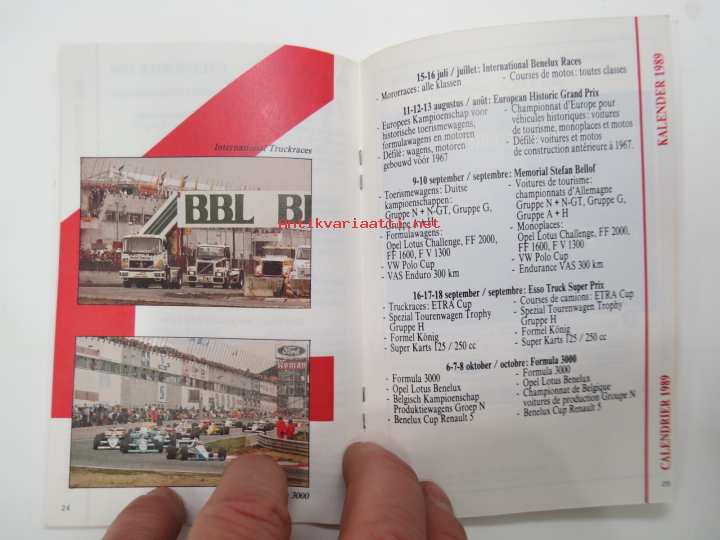 International Truckraces
BBL
BBL
antikvariaatti.net
Ford
3000
24
15-16 juli / juillet: International Benelux Races
- Motorraces: alle klassen
- Courses de motos: toutes classes
11-12-13 augustus / août: European Historic Grand Prix
- Europees Kampioenschap voor
historische toerismewagens,
formulawagens en motoren
- Défilé: wagens, motoren
gebouwd vóór 1967
- Championnat d'Europe pour
véhicules historiques: voitures
de tourisme, monoplaces et motos
- Défilé: voitures et motos
de construction antérieure à 1967.
9-10 september / septembre: Memorial Stefan Bellof
- Toerismewagens: Duitse
kampioenschappen:
Gruppe N + N-GT, Gruppe G,
- Formulawagens:
Opel Lotus Challenge, FF 2000,
FF 1600, F V 1300
- VW Polo Cup
- VAS Enduro 300 km
- Voitures de tourisme:
championnats d'Allemagne
Gruppe N + N-GT, Gruppe G,
Gruppe A + H
- Monoplaces:
Opel Lotus Challenge, FF 2000,
FF 1600, F V 1300
- VW Polo Cup
- Endurance VAS 300 km
16-17-18 september / septembre: Esso Truck Super Prix
- Truckraces: ETRA Cup
- Spezial Tourenwagen Trophy
Gruppe H
- Formel König
- Super Karts 125 / 250 cc
- Courses de camions: ETRA Cup
- Spezial Tourenwagen Trophy
Gruppe H
- Formel König
- Super Karts 125 / 250 cc
6-7-8 oktober / octobre: Formula 3000
- Formula 3000
- Opel Lotus Benelux
- Belgisch Kampioenschap
Produktiewagens Groep N
- Benelux Cup Renault 5
- Formula 3000
- Opel Lotus Benelux
- Championnat de Belgique
voitures de production Groupe N
- Benelux Cup Renault 5
KALENDER 1989
CALENDRIER 1989
25